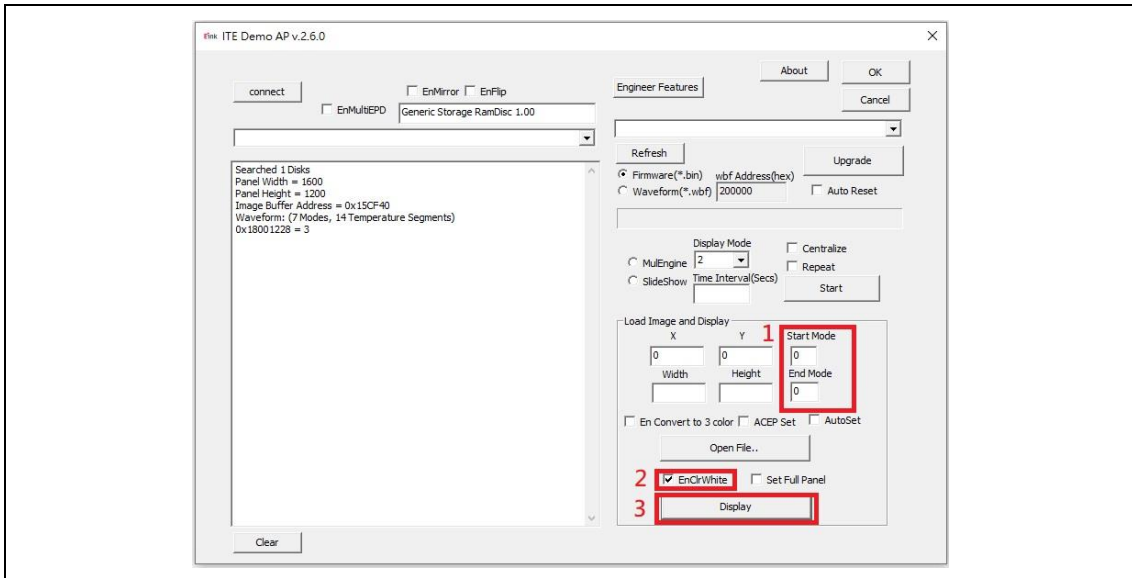 Eink ITE Demo AP v.2.6.0
connect
EnMirror EnFlip
EnMultiEPD
Generic Storage RamDisc 1.00
Searched 1 Disks
Panel Width = 1600
Panel Height = 1200
Image Buffer Address = 0x15CF40
Waveform: (7 Modes, 14 Temperature Segments)
0x18001228 = 3
Clear
About
OK
Engineer Features
Cancel
Refresh
Upgrade
Firmware(*.bin) wbf Address(hex)
Waveform(*.wbf) 200000
Auto Reset
Display Mode
MulEngine 2
Centralize
Repeat
SlideShow Time Interval(Secs)
Start
Load Image and Display
X Y 1 Start Mode
0 0 0
Width Height End Mode
0
En Convert to 3 color ACEP Set AutoSet
Open File..
2 EnClrWhite Set Full Panel
3 Display